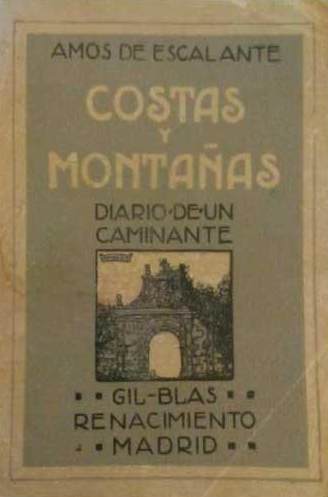 AMOS DE ESCALANTE
COSTAS
Y
MONTAÑAS
DIARIO·DE·UN
CAMINANTE
GIL-BLAS
RENACIMIENTO
MADRID